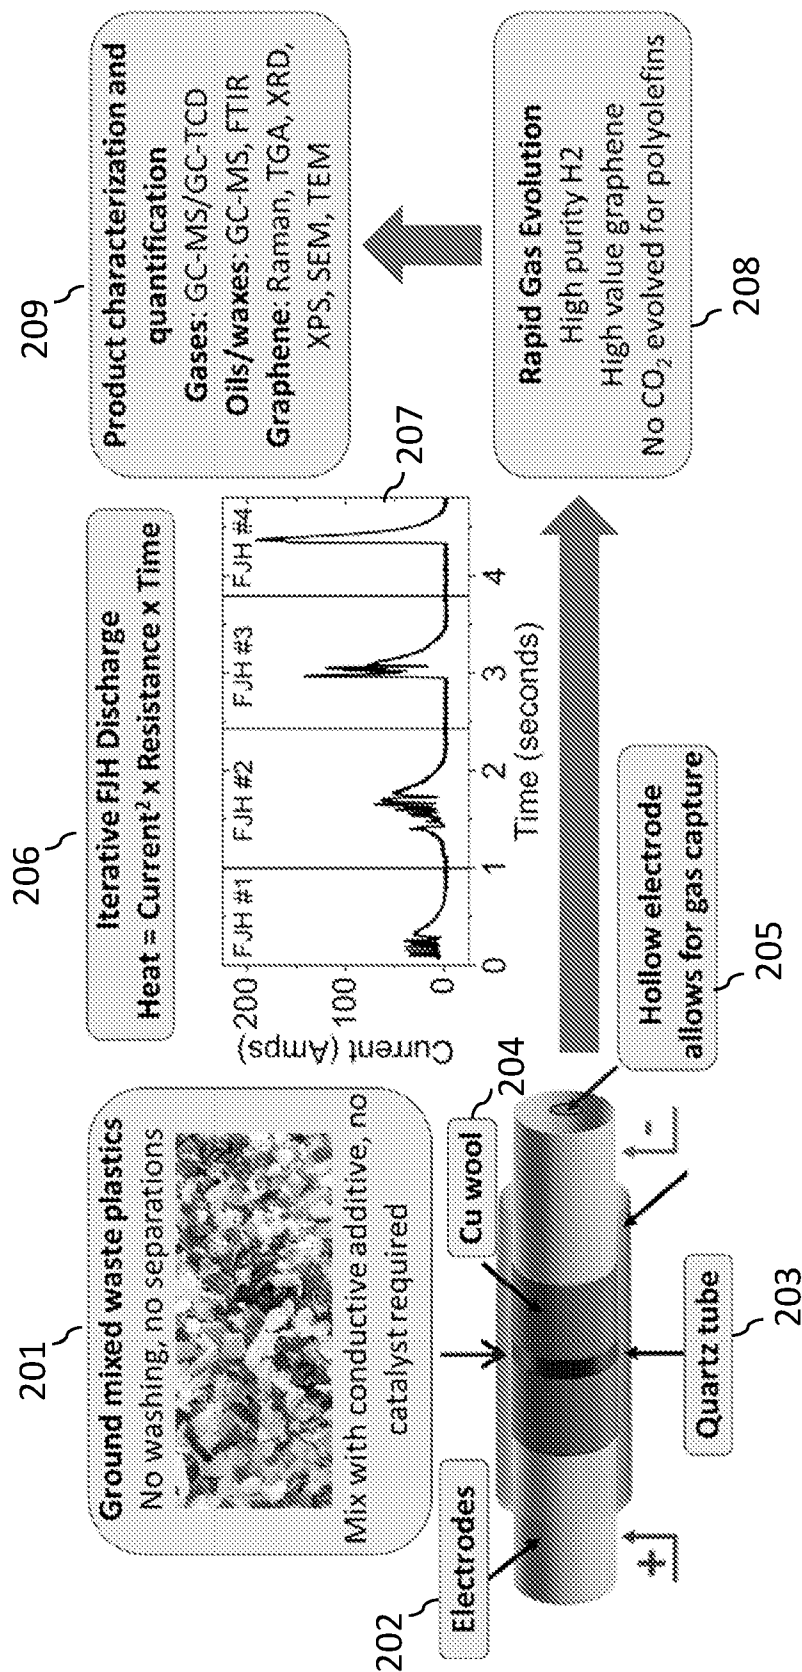 201
Ground mixed waste plastics
No washing, no separations
Mix with conductive additive, no
catalyst required
202
Electrodes
Cu wool
204
Quartz tube
203
+
-
Hollow electrode
allows for gas capture
205
206
Iterative FJH Discharge
Heat = Current² x Resistance x Time
FJH #1
FJH #2
FJH #3
FJH #4
200
100
0
Current (Amps)
0
1
2
3
4
Time (seconds)
207
Rapid Gas Evolution
High purity H2
High value graphene
No CO₂ evolved for polyolefins
208
209
Product characterization and
quantification
Gases: GC-MS/GC-TCD
Oils/waxes: GC-MS, FTIR
Graphene: Raman, TGA, XRD,
XPS, SEM, TEM